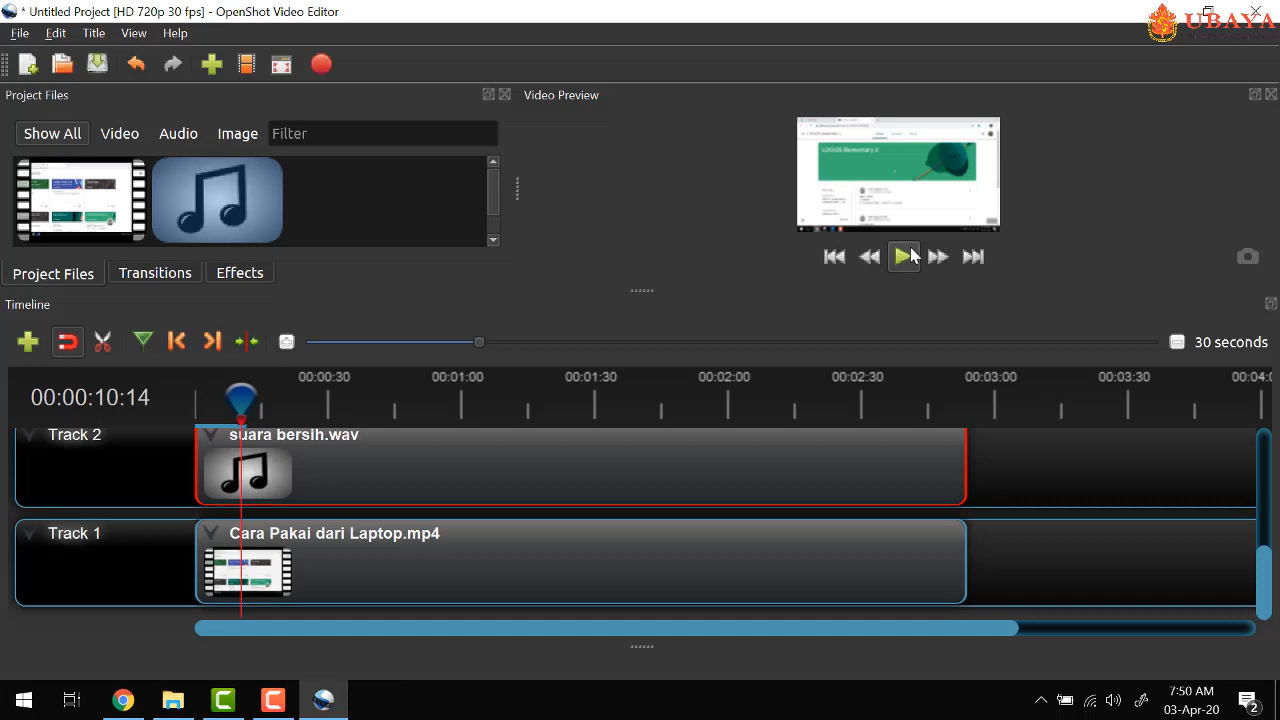 * Untitled Project [HD 720p 30 fps] - OpenShot Video Editor
UBAYA
File Edit Title View Help
Project Files
Video Preview
Show All Video Audio Image
LOGIOS Elementary 3
Project Files Transitions Effects
Timeline
30 seconds
00:00:10:14
00:00:30 00:01:00 00:01:30 00:02:00 00:02:30 00:03:00 00:03:30
Track 2
suara bersih.wav
Track 1
Cara Pakai dari Laptop.mp4
7:50 AM
03-Apr-20
2